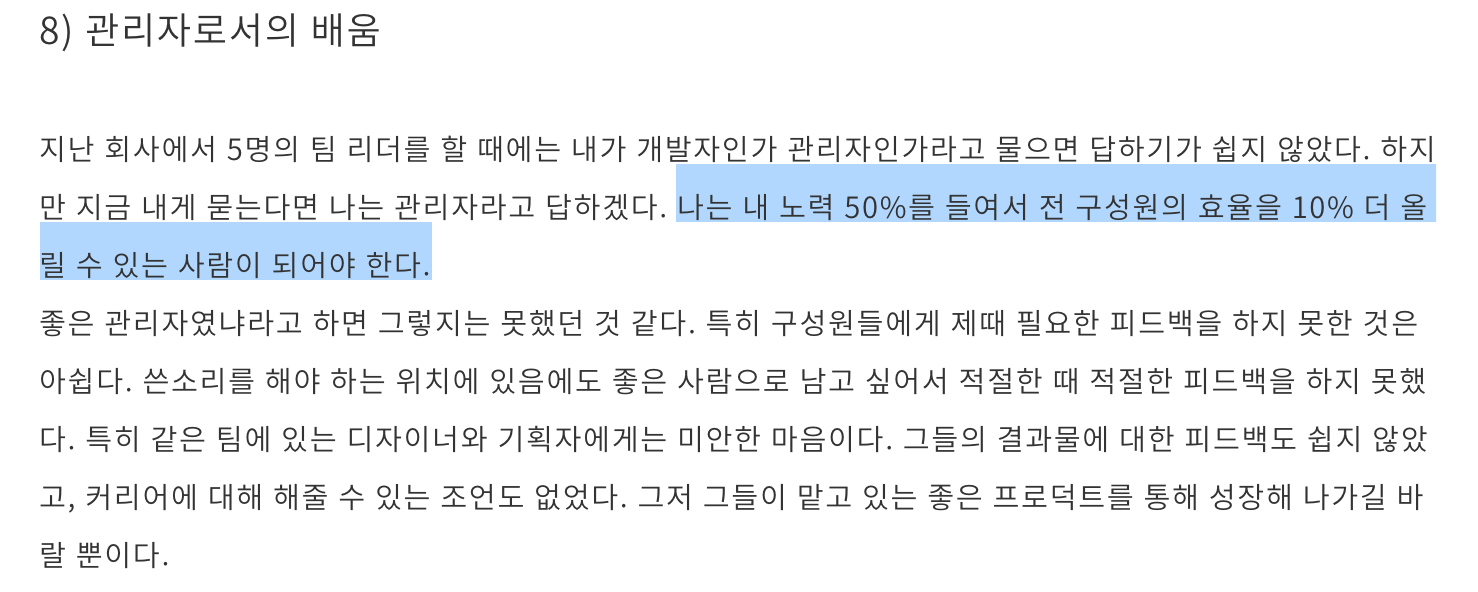 8) 관리자로서의 배움
지난 회사에서 5명의 팀 리더를 할 때에는 내가 개발자인가 관리자인가라고 물으면 답하기가 쉽지 않았다. 하지
만 지금 내게 묻는다면 나는 관리자라고 답하겠다. 나는 내 노력 50%를 들여서 전 구성원의 효율을 10% 더 올
릴 수 있는 사람이 되어야 한다.
좋은 관리자였냐라고 하면 그렇지는 못했던 것 같다. 특히 구성원들에게 제때 필요한 피드백을 하지 못한 것은
아쉽다. 쓴소리를 해야 하는 위치에 있음에도 좋은 사람으로 남고 싶어서 적절한 때 적절한 피드백을 하지 못했
다. 특히 같은 팀에 있는 디자이너와 기획자에게는 미안한 마음이다. 그들의 결과물에 대한 피드백도 쉽지 않았
고, 커리어에 대해 해줄 수 있는 조언도 없었다. 그저 그들이 맡고 있는 좋은 프로덕트를 통해 성장해 나가길 바
랄 뿐이다.